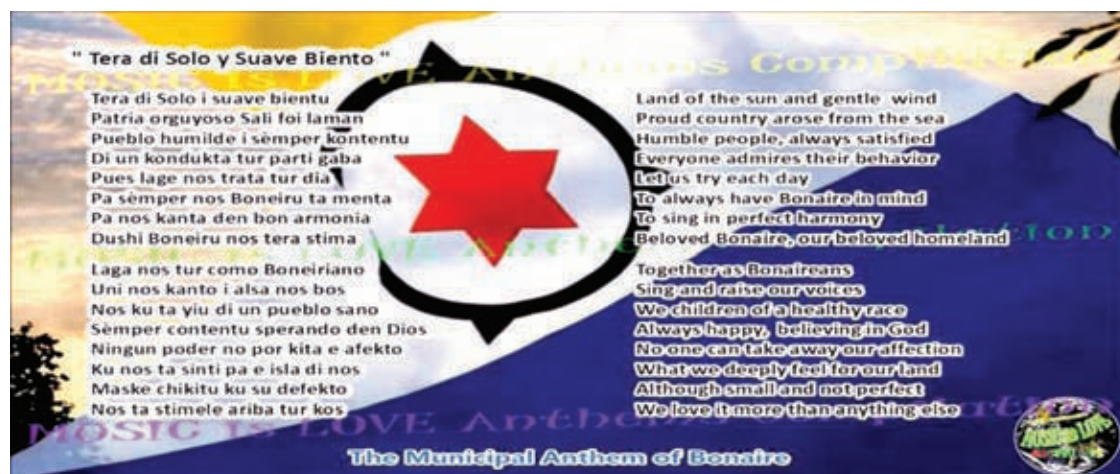 " Tera di Solo y Suave Biento "
MOSIC IS LOVE Anthems Compilation
Tera di Solo i suave bientu
Patria orguyoso Sali foi laman
Pueblo humilde i sèmper kontentu
Di un kondukta tur parti gaba
Pues lage nos trata tur dia
Pa sèmper nos Boneiru ta menta
Pa nos kanta den bon armonia
Dushi Boneiru nos tera stima
Laga nos tur como Boneiriano
Uni nos kanto i alsa nos bos
Nos ku ta yiu di un pueblo sano
Sèmper contentu sperando den Dios
Ningun poder no por kita e afekto
Ku nos ta sinti pa e isla di nos
Maske chikitu ku su defekto
Nos ta stimele ariba tur kos
Land of the sun and gentle wind
Proud country arose from the sea
Humble people, always satisfied
Everyone admires their behavior
Let us try each day
To always have Bonaire in mind
To sing in perfect harmony
Beloved Bonaire, our beloved homeland
Together as Bonaireans
Sing and raise our voices
We children of a healthy race
Always happy, believing in God
No one can take away our affection
What we deeply feel for our land
Although small and not perfect
We love it more than anything else
MOSIC IS LOVE Anthems
The Municipal Anthem of Bonaire